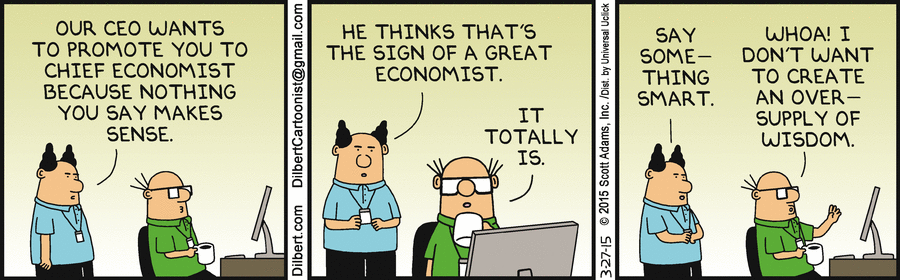 OUR CEO WANTS
TO PROMOTE YOU TO
CHIEF ECONOMIST
BECAUSE NOTHING
YOU SAY MAKES
SENSE.
Dilbert.com DilbertCartoonist@gmail.com
HE THINKS THAT'S
THE SIGN OF A GREAT
ECONOMIST.
IT
TOTALLY
IS.
3-27-15 © 2015 Scott Adams, Inc. /Dist. by Universal Uclick
SAY
SOME-
THING
SMART.
WHOA! I
DON'T WANT
TO CREATE
AN OVER-
SUPPLY OF
WISDOM.